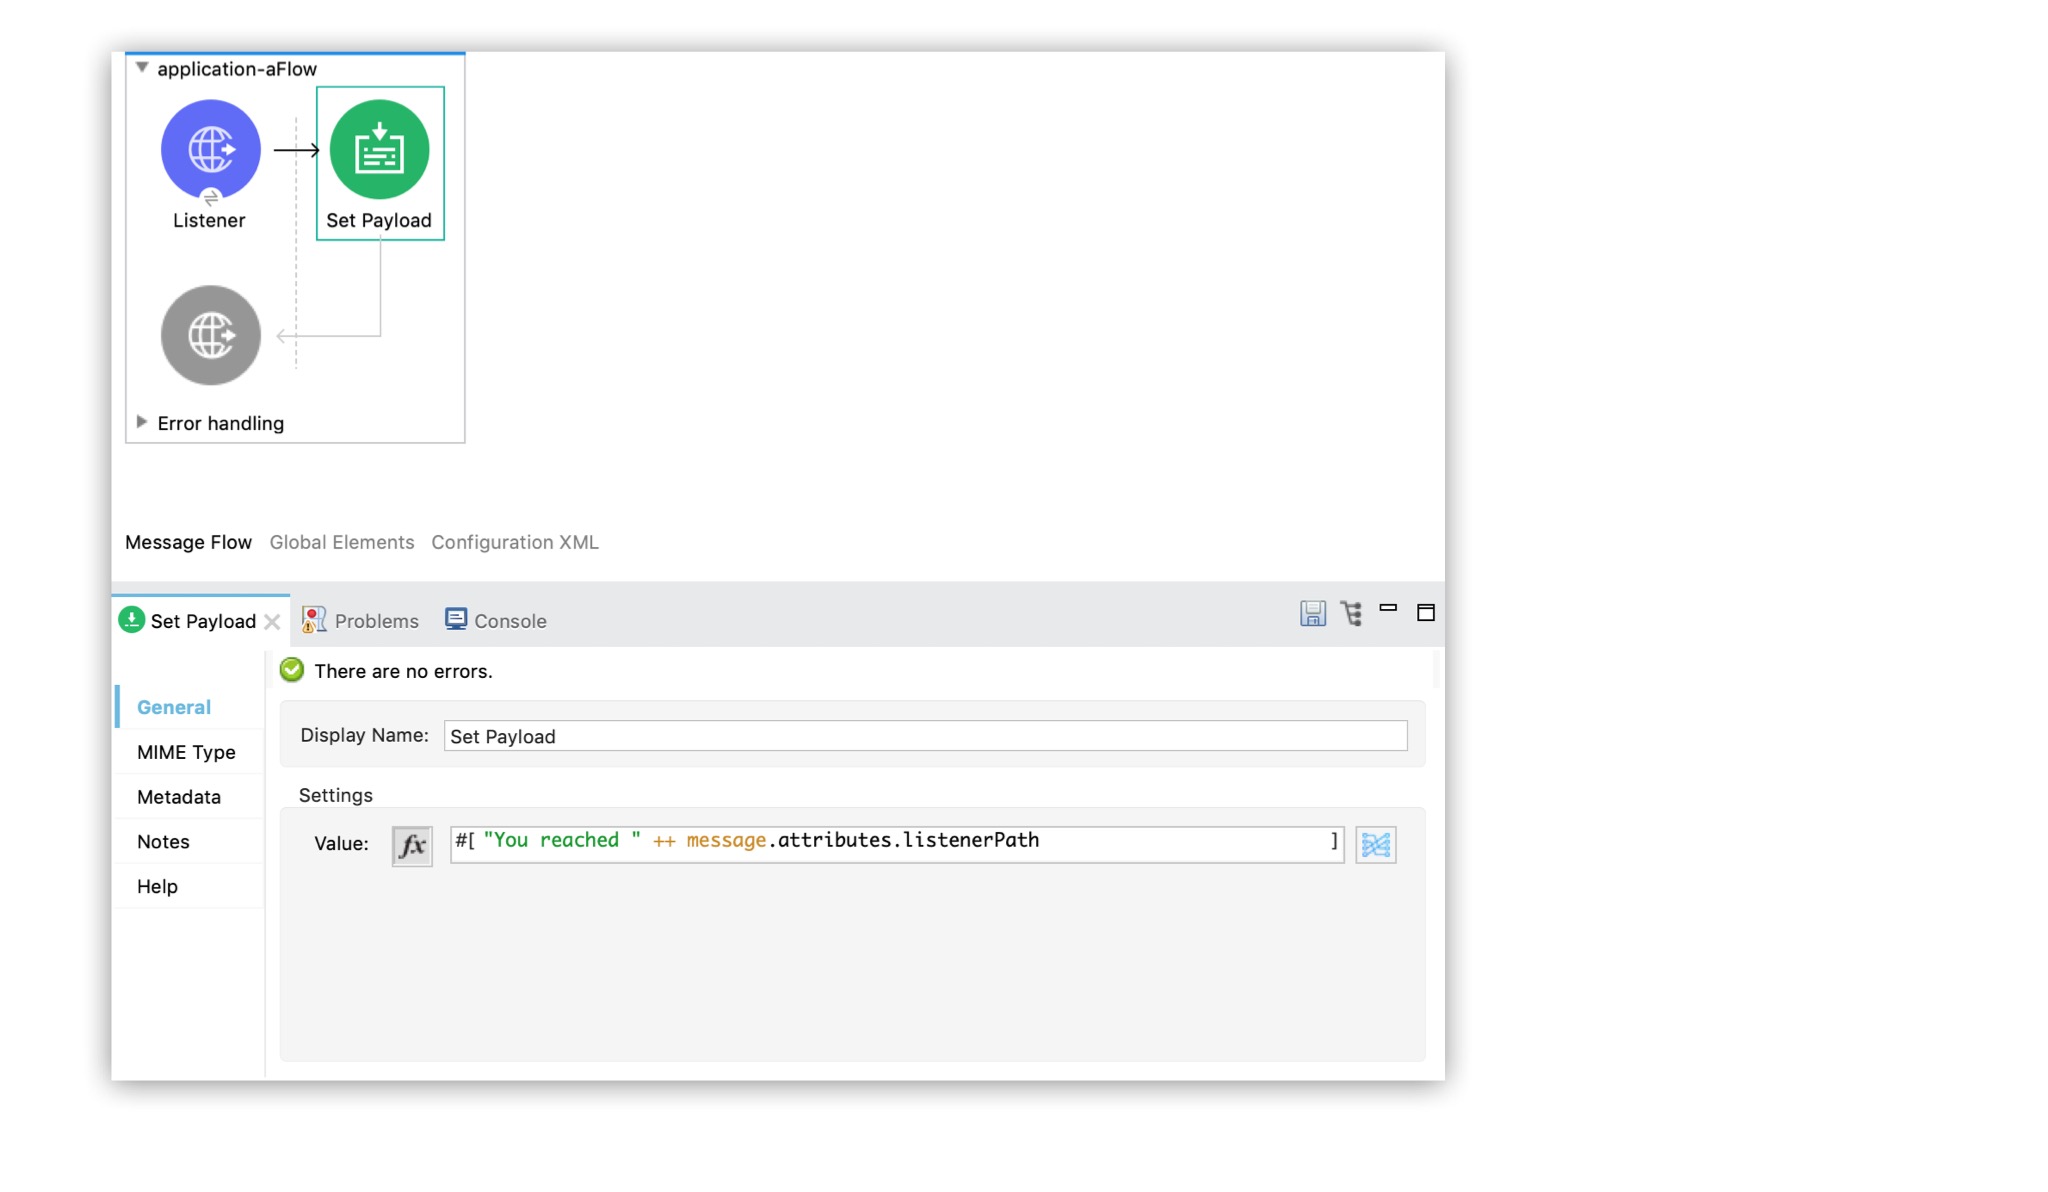 application-aFlow
Listener
Set Payload
Error handling
Message Flow Global Elements Configuration XML
Set Payload Problems Console
There are no errors.
General
MIME Type
Metadata
Notes
Help
Display Name: Set Payload
Settings
Value: fx #[ "You reached " ++ message.attributes.listenerPath ]